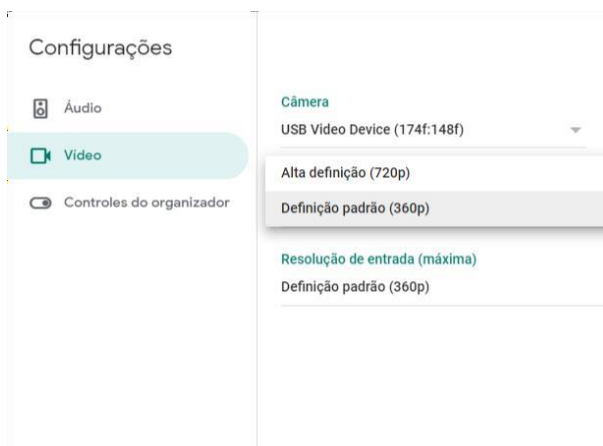 Configurações
Áudio
Vídeo
Controles do organizador
Câmera
USB Video Device (174f:148f)
Alta definição (720p)
Definição padrão (360p)
Resolução de entrada (máxima)
Definição padrão (360p)